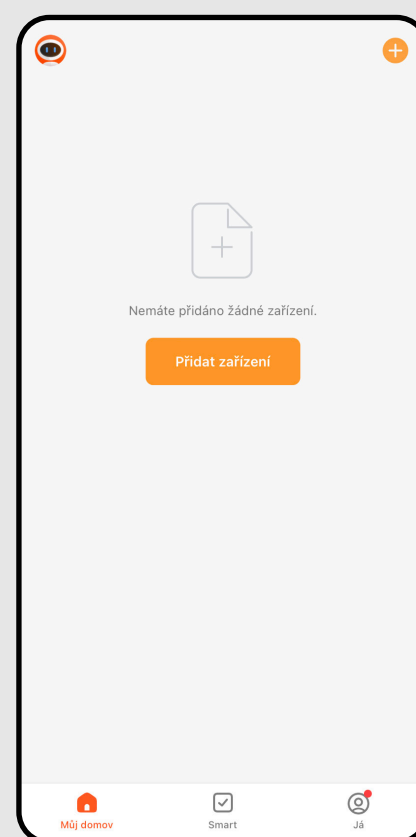 Nemáte přidáno žádné zařízení.
Přidat zařízení
Můj domov
Smart
Já